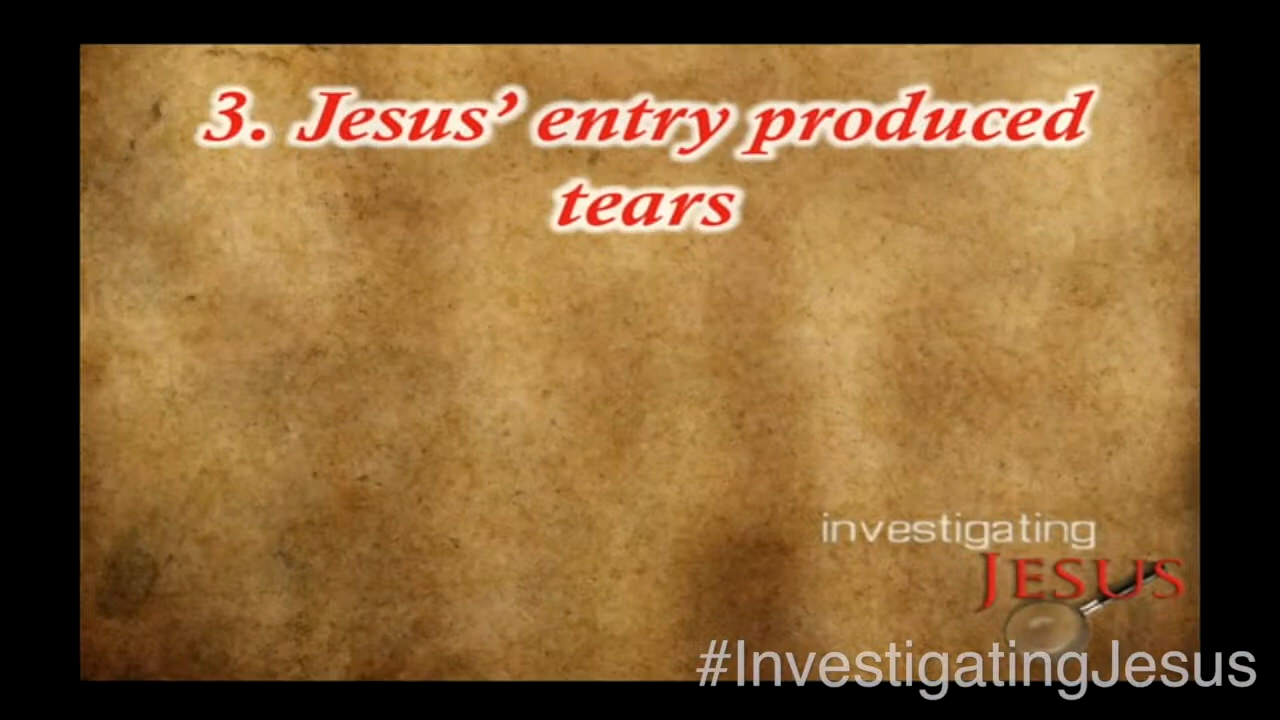 3. Jesus’ entry produced
tears
investigating
JESUS
#InvestigatingJesus